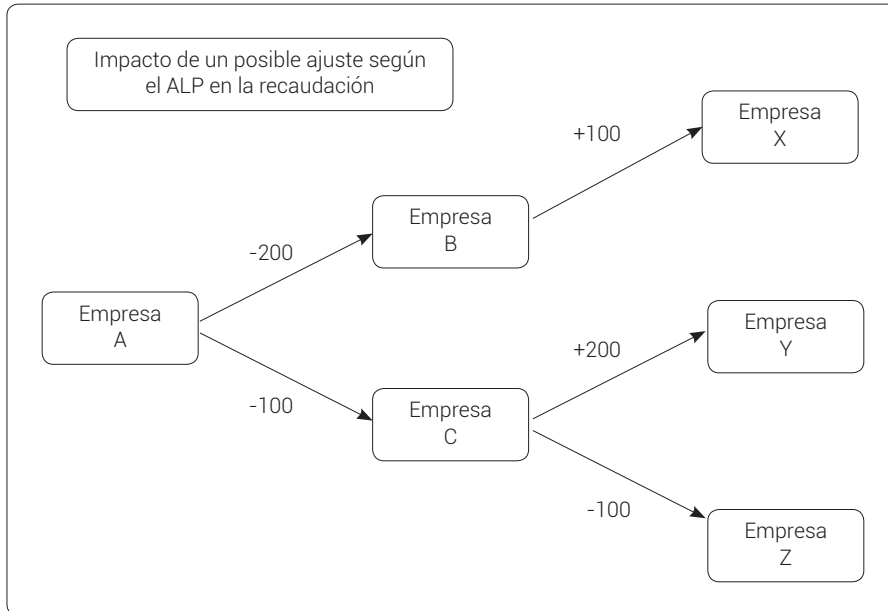 Impacto de un posible ajuste según
el ALP en la recaudación
Empresa
X
+100
Empresa
B
-200
Empresa
A
Empresa
Y
+200
-100
Empresa
C
-100
Empresa
Z